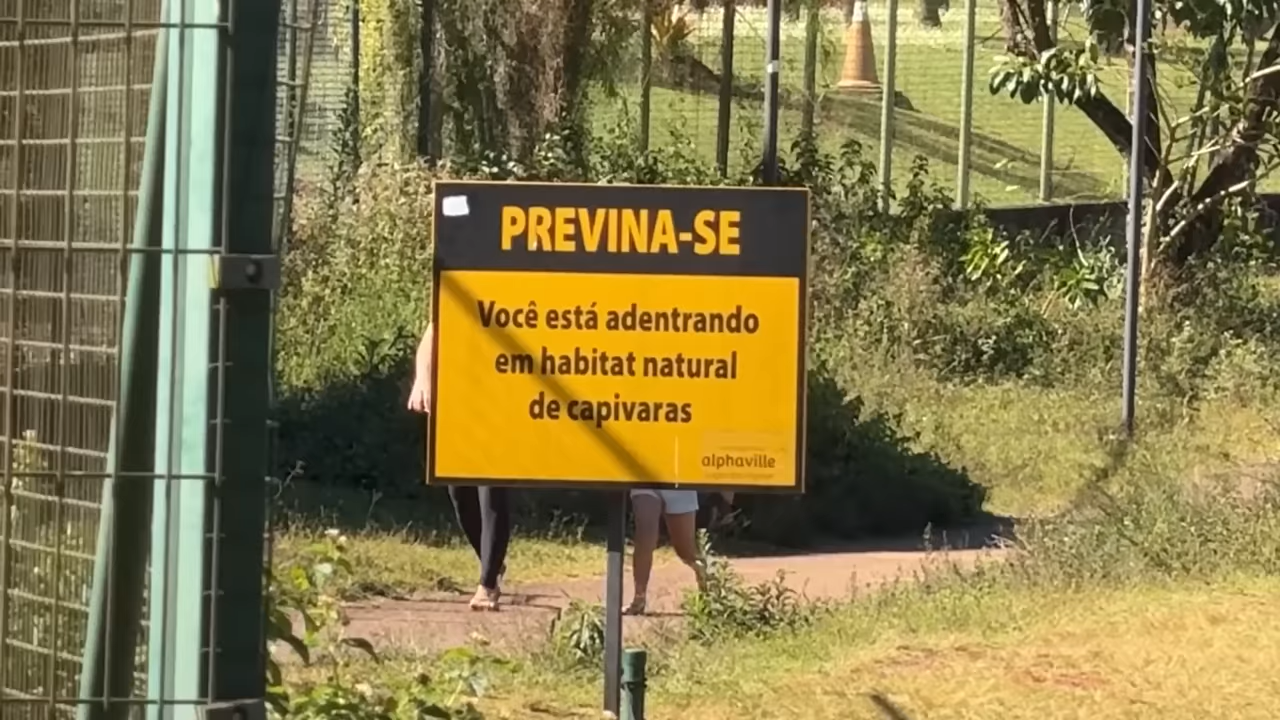 PREVINA-SE
Você está adentrando
em habitat natural
de capivaras
alphaville